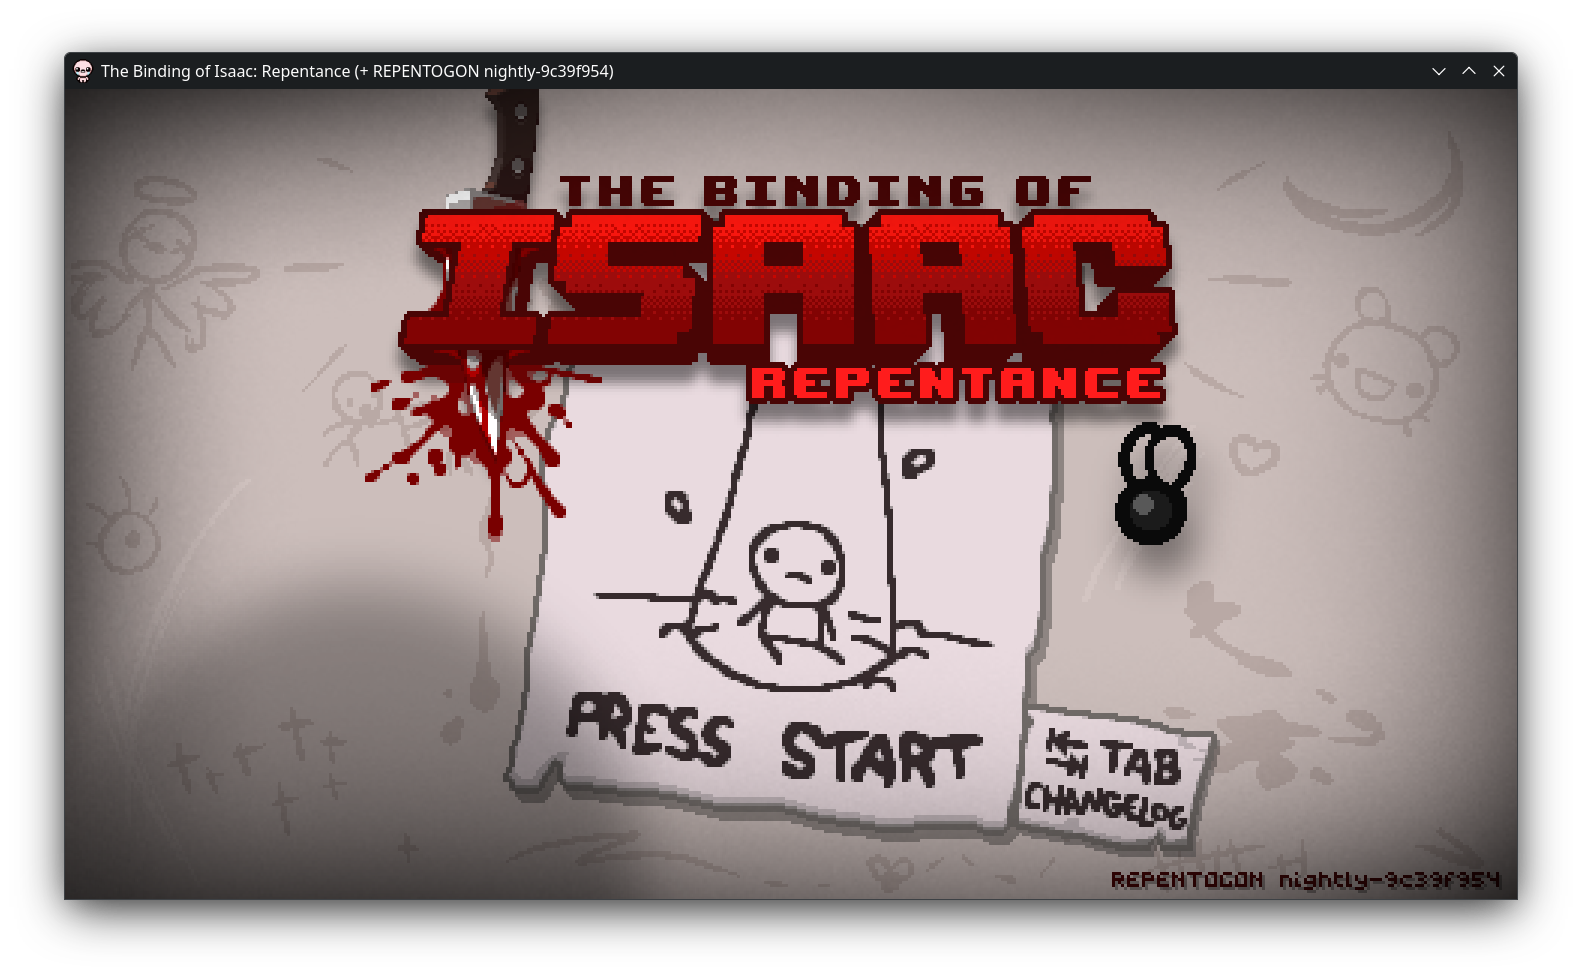 The Binding of Isaac: Repentance (+ REPENTOGON nightly-9c39f954)
THE BINDING OF
ISAAC
REPENTANCE
PRESS START
TAB
CHANGELOG
REPENTOGON nightly-9c39f954